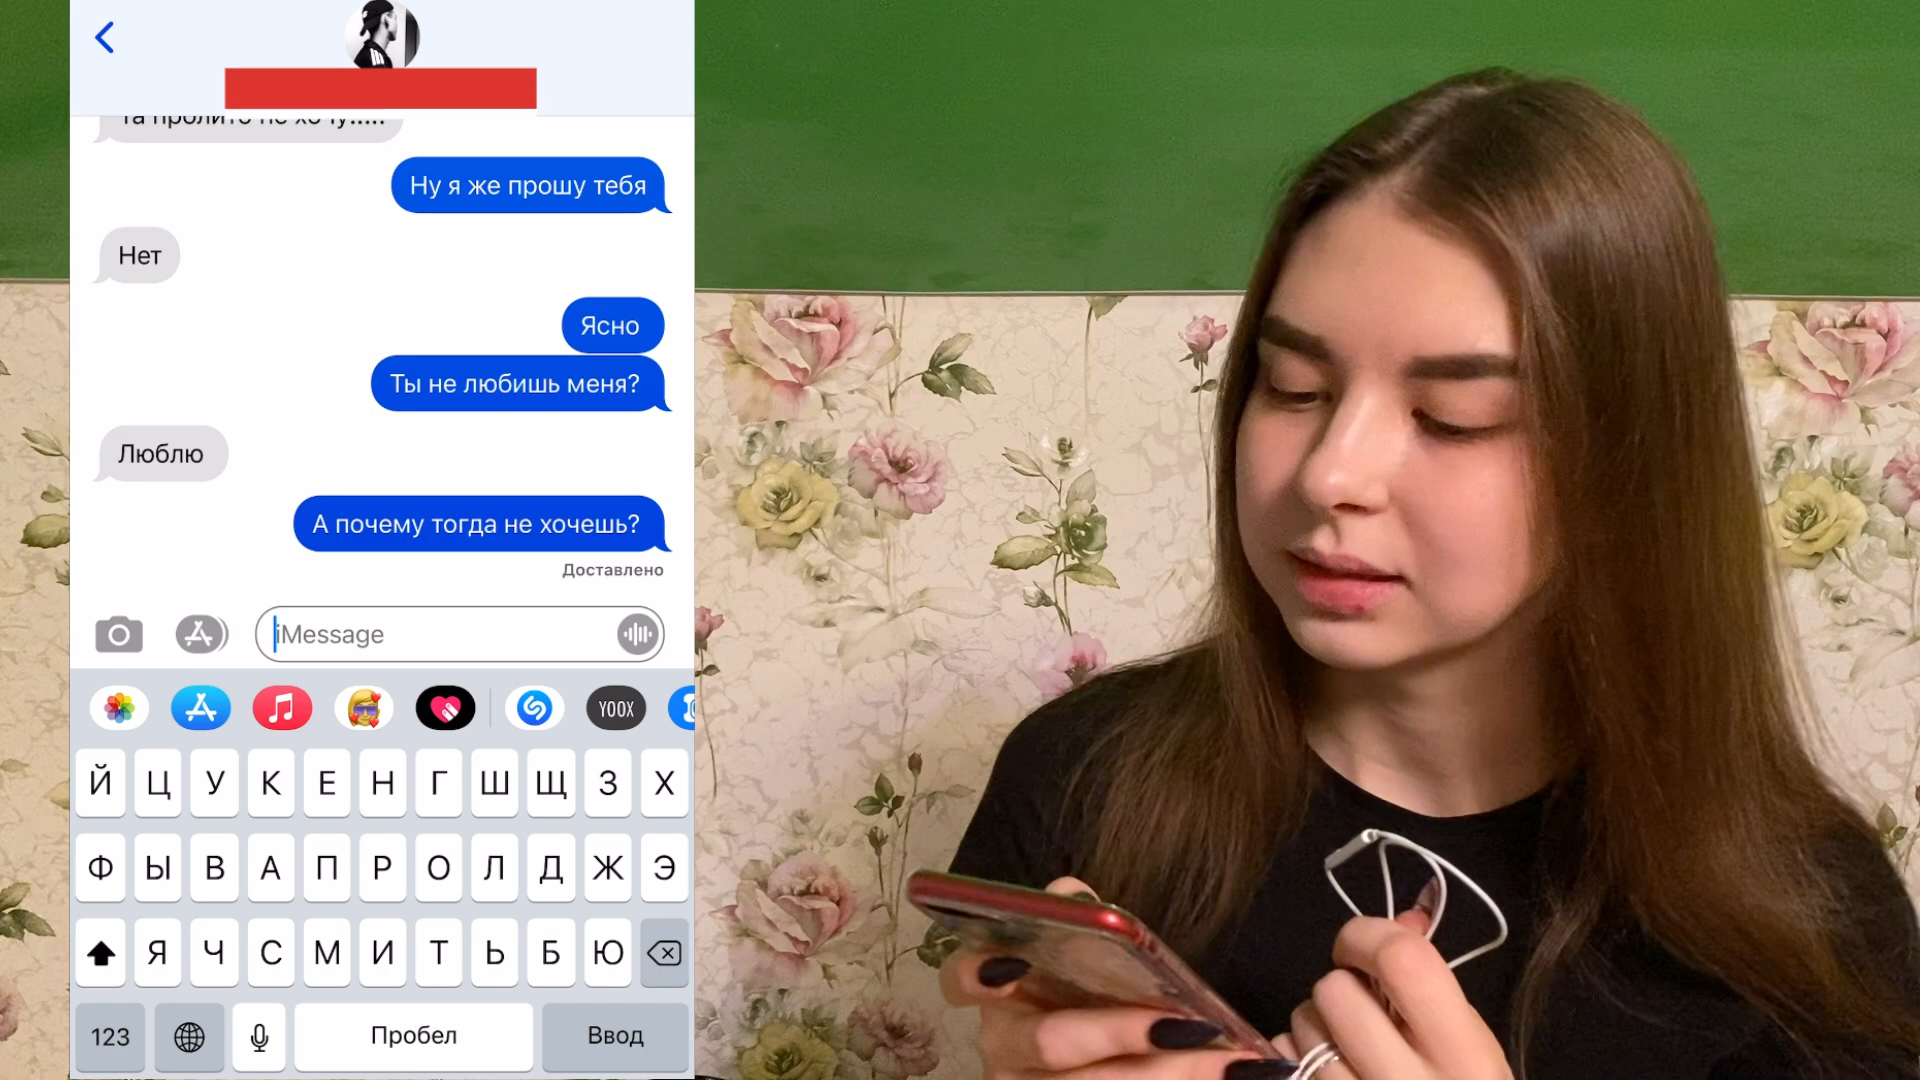 Ну я же прошу тебя
Нет
Ясно
Ты не любишь меня?
Люблю
А почему тогда не хочешь?
Доставлено
iMessage
YOOX
Й Ц У К Е Н Г Ш Щ З Х
Ф Ы В А П Р О Л Д Ж Э
Я Ч С М И Т Ь Б Ю
123 Пробел Ввод